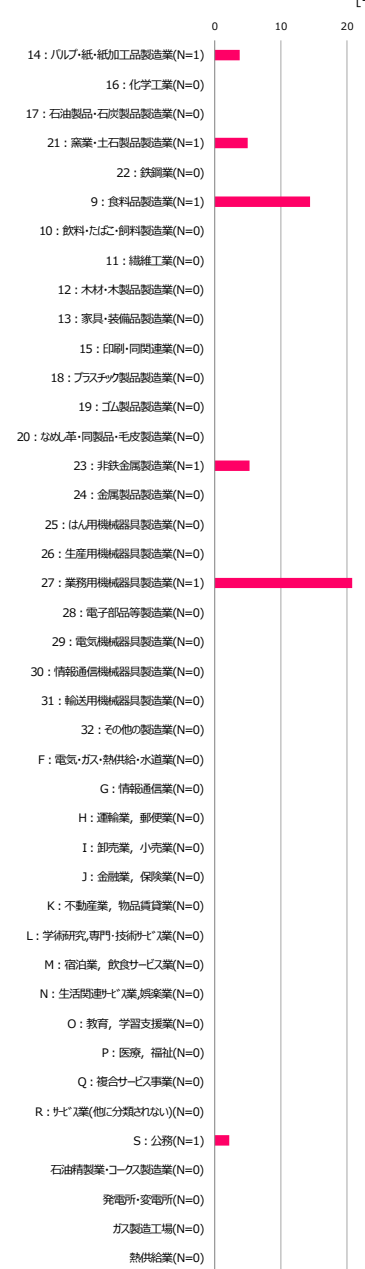 0 10 20
14：パルプ・紙・紙加工品製造業(N=1)
16：化学工業(N=0)
17：石油製品・石炭製品製造業(N=0)
21：窯業・土石製品製造業(N=1)
22：鉄鋼業(N=0)
9：食料品製造業(N=1)
10：飲料・たばこ・飼料製造業(N=0)
11：繊維工業(N=0)
12：木材・木製品製造業(N=0)
13：家具・装備品製造業(N=0)
15：印刷・同関連業(N=0)
18：プラスチック製品製造業(N=0)
19：ゴム製品製造業(N=0)
20：なめし革・同製品・毛皮製造業(N=0)
23：非鉄金属製造業(N=1)
24：金属製品製造業(N=0)
25：はん用機械器具製造業(N=0)
26：生産用機械器具製造業(N=0)
27：業務用機械器具製造業(N=1)
28：電子部品等製造業(N=0)
29：電気機械器具製造業(N=0)
30：情報通信機械器具製造業(N=0)
31：輸送用機械器具製造業(N=0)
32：その他の製造業(N=0)
F：電気・ガス・熱供給・水道業(N=0)
G：情報通信業(N=0)
H：運輸業，郵便業(N=0)
I：卸売業，小売業(N=0)
J：金融業，保険業(N=0)
K：不動産業，物品賃貸業(N=0)
L：学術研究,専門・技術ｻｰﾋﾞｽ業(N=0)
M：宿泊業，飲食サービス業(N=0)
N：生活関連ｻｰﾋﾞｽ業,娯楽業(N=0)
O：教育，学習支援業(N=0)
P：医療，福祉(N=0)
Q：複合サービス事業(N=0)
R：ｻｰﾋﾞｽ業(他に分類されない)(N=0)
S：公務(N=1)
石油精製業・コークス製造業(N=0)
発電所・変電所(N=0)
ガス製造工場(N=0)
熱供給業(N=0)